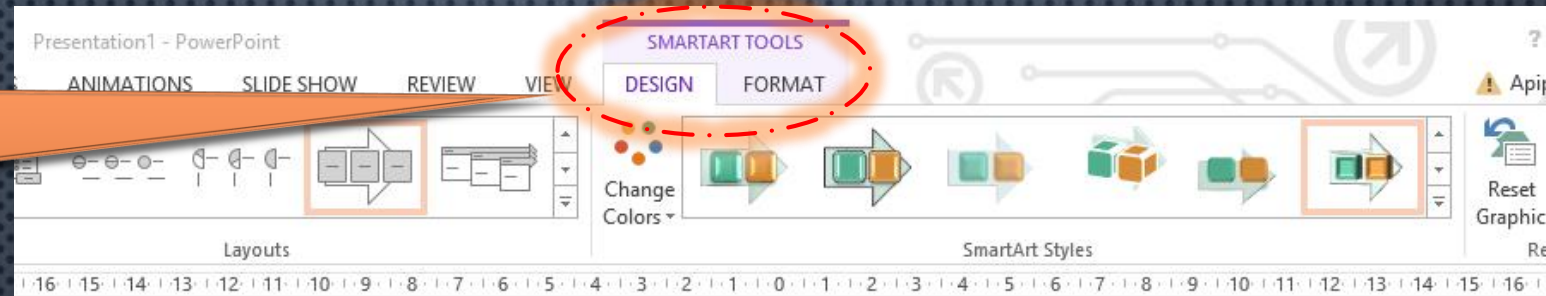 Presentation1 - PowerPoint
SMARTART TOOLS
?
ANIMATIONS SLIDE SHOW REVIEW VIEW DESIGN FORMAT
Change
Colors
Reset
Graphic
Layouts
SmartArt Styles
16 15 14 13 12 11 10 9 8 7 6 5 4 3 2 1 0 1 2 3 4 5 6 7 8 9 10 11 12 13 14 15 16